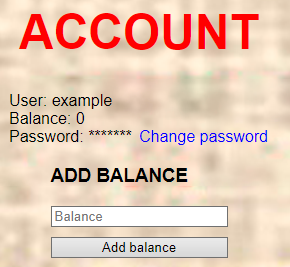 ACCOUNT
User: example
Balance: 0
Password: ******* Change password
ADD BALANCE
Balance
Add balance